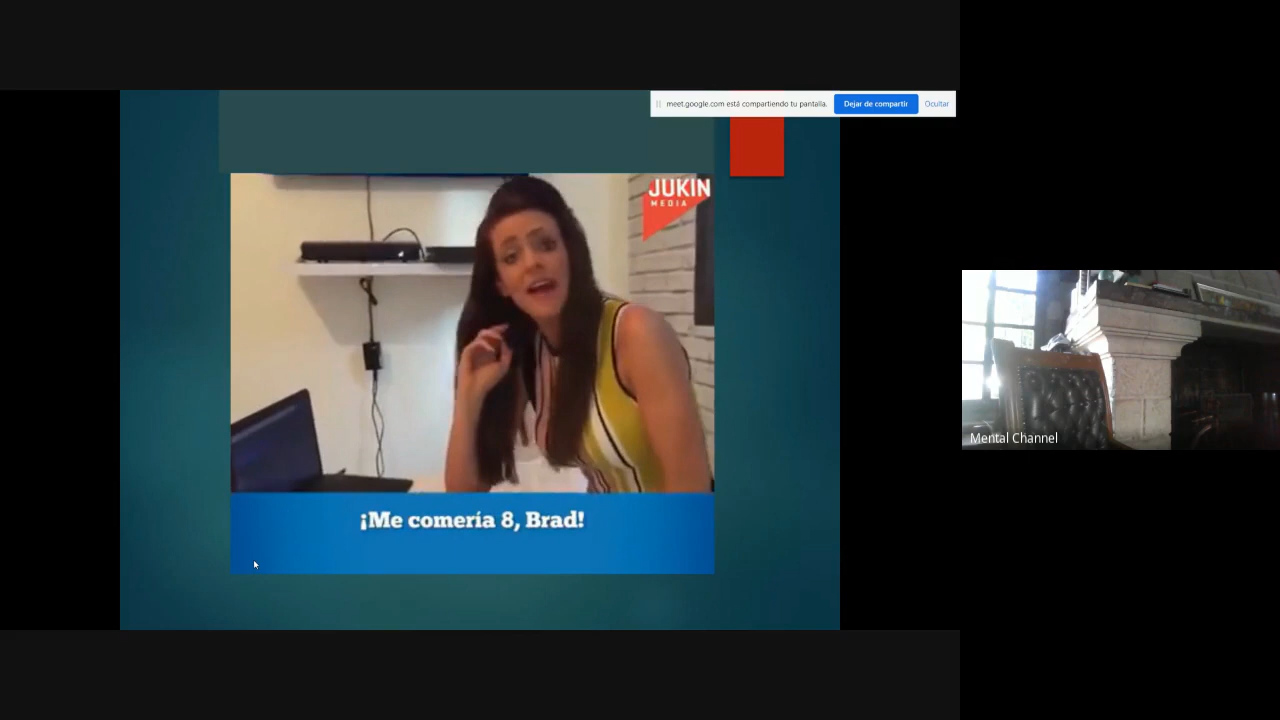 meet.google.com está compartiendo tu pantalla.
Dejar de compartir
Ocultar
JUKIN
MEDIA
¡Me comería 8, Brad!
Mental Channel